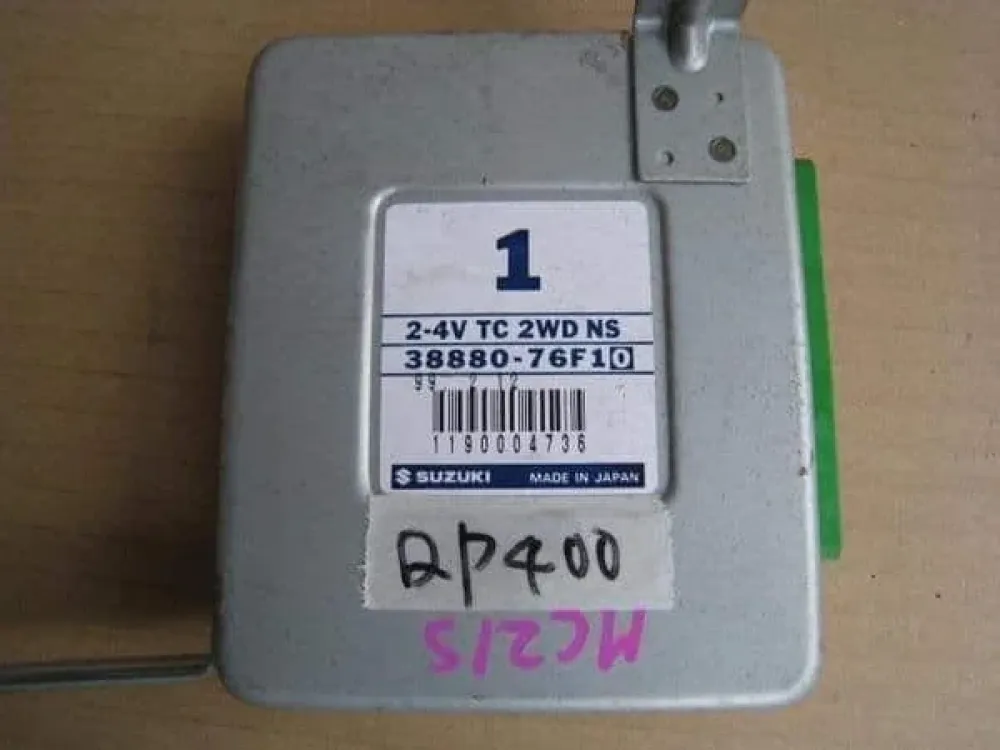 1
2-4V TC 2WD NS
38880-76F10
99 2 12
1190004736
SUZUKI MADE IN JAPAN
QP400
MC21S